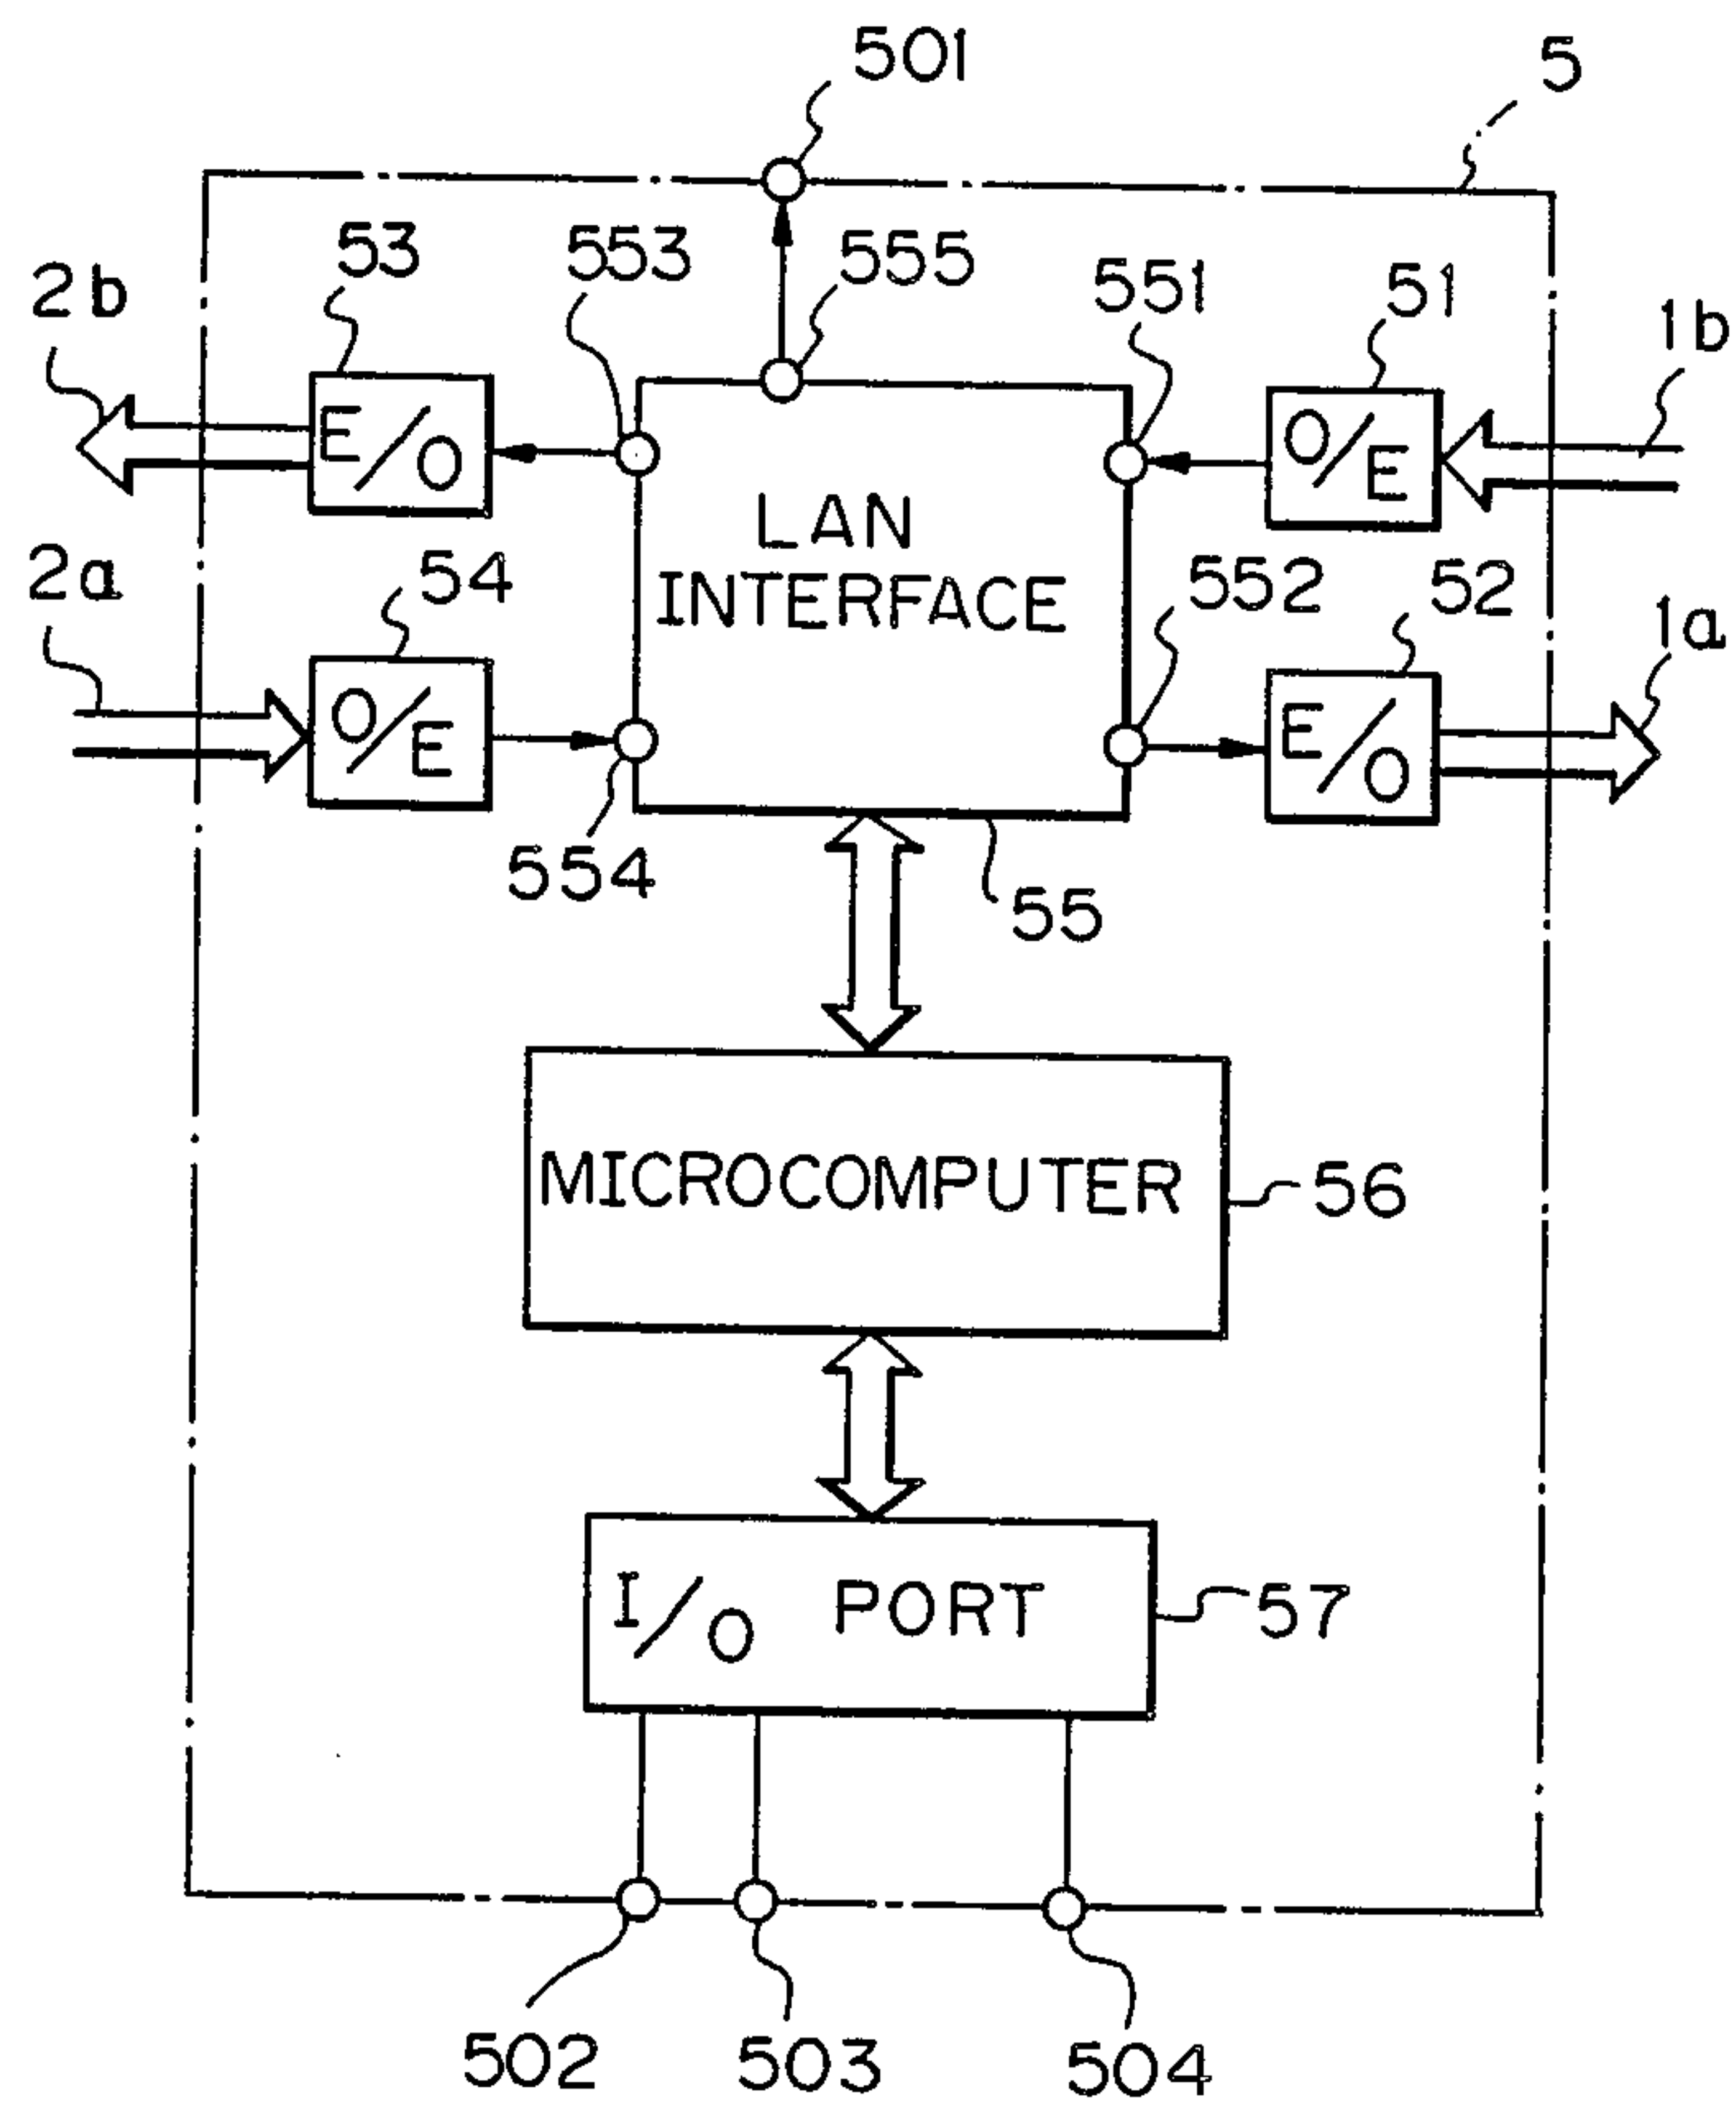 501
5
53
553
555
551
51
2b
1b
E/O
O/E
LAN
INTERFACE
2a
54
552
52
1a
O/E
E/O
554
55
MICROCOMPUTER
56
I/O PORT
57
502
503
504